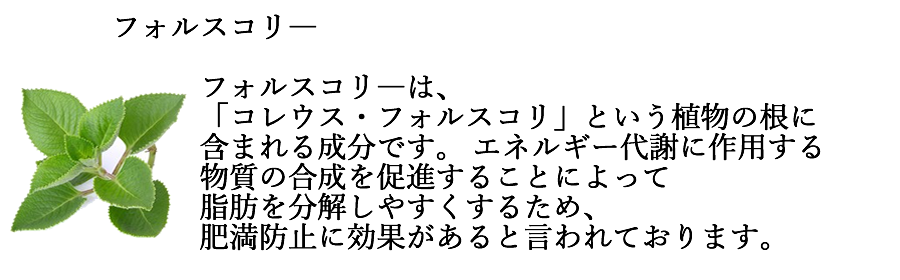 フォルスコリ―
フォルスコリ―は、
「コレウス・フォルスコリ」という植物の根に
含まれる成分です。 エネルギー代謝に作用する
物質の合成を促進することによって
脂肪を分解しやすくするため、
肥満防止に効果があると言われております。